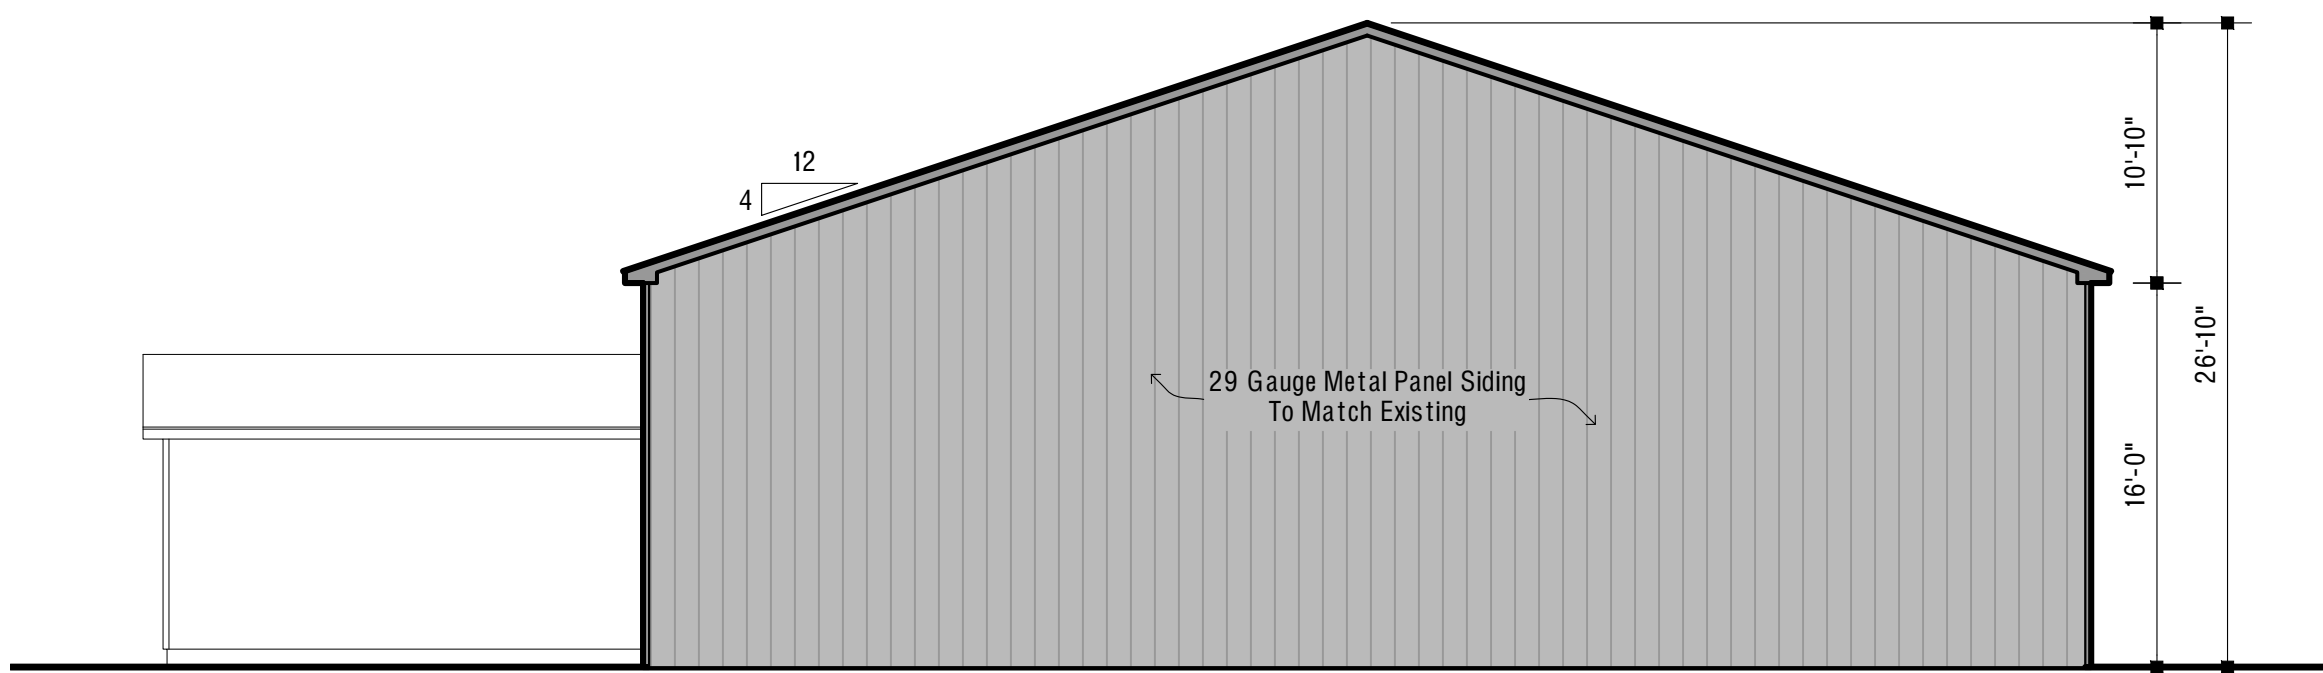 12
4
10'-10"
26'-10"
29 Gauge Metal Panel Siding
To Match Existing
16'-0"